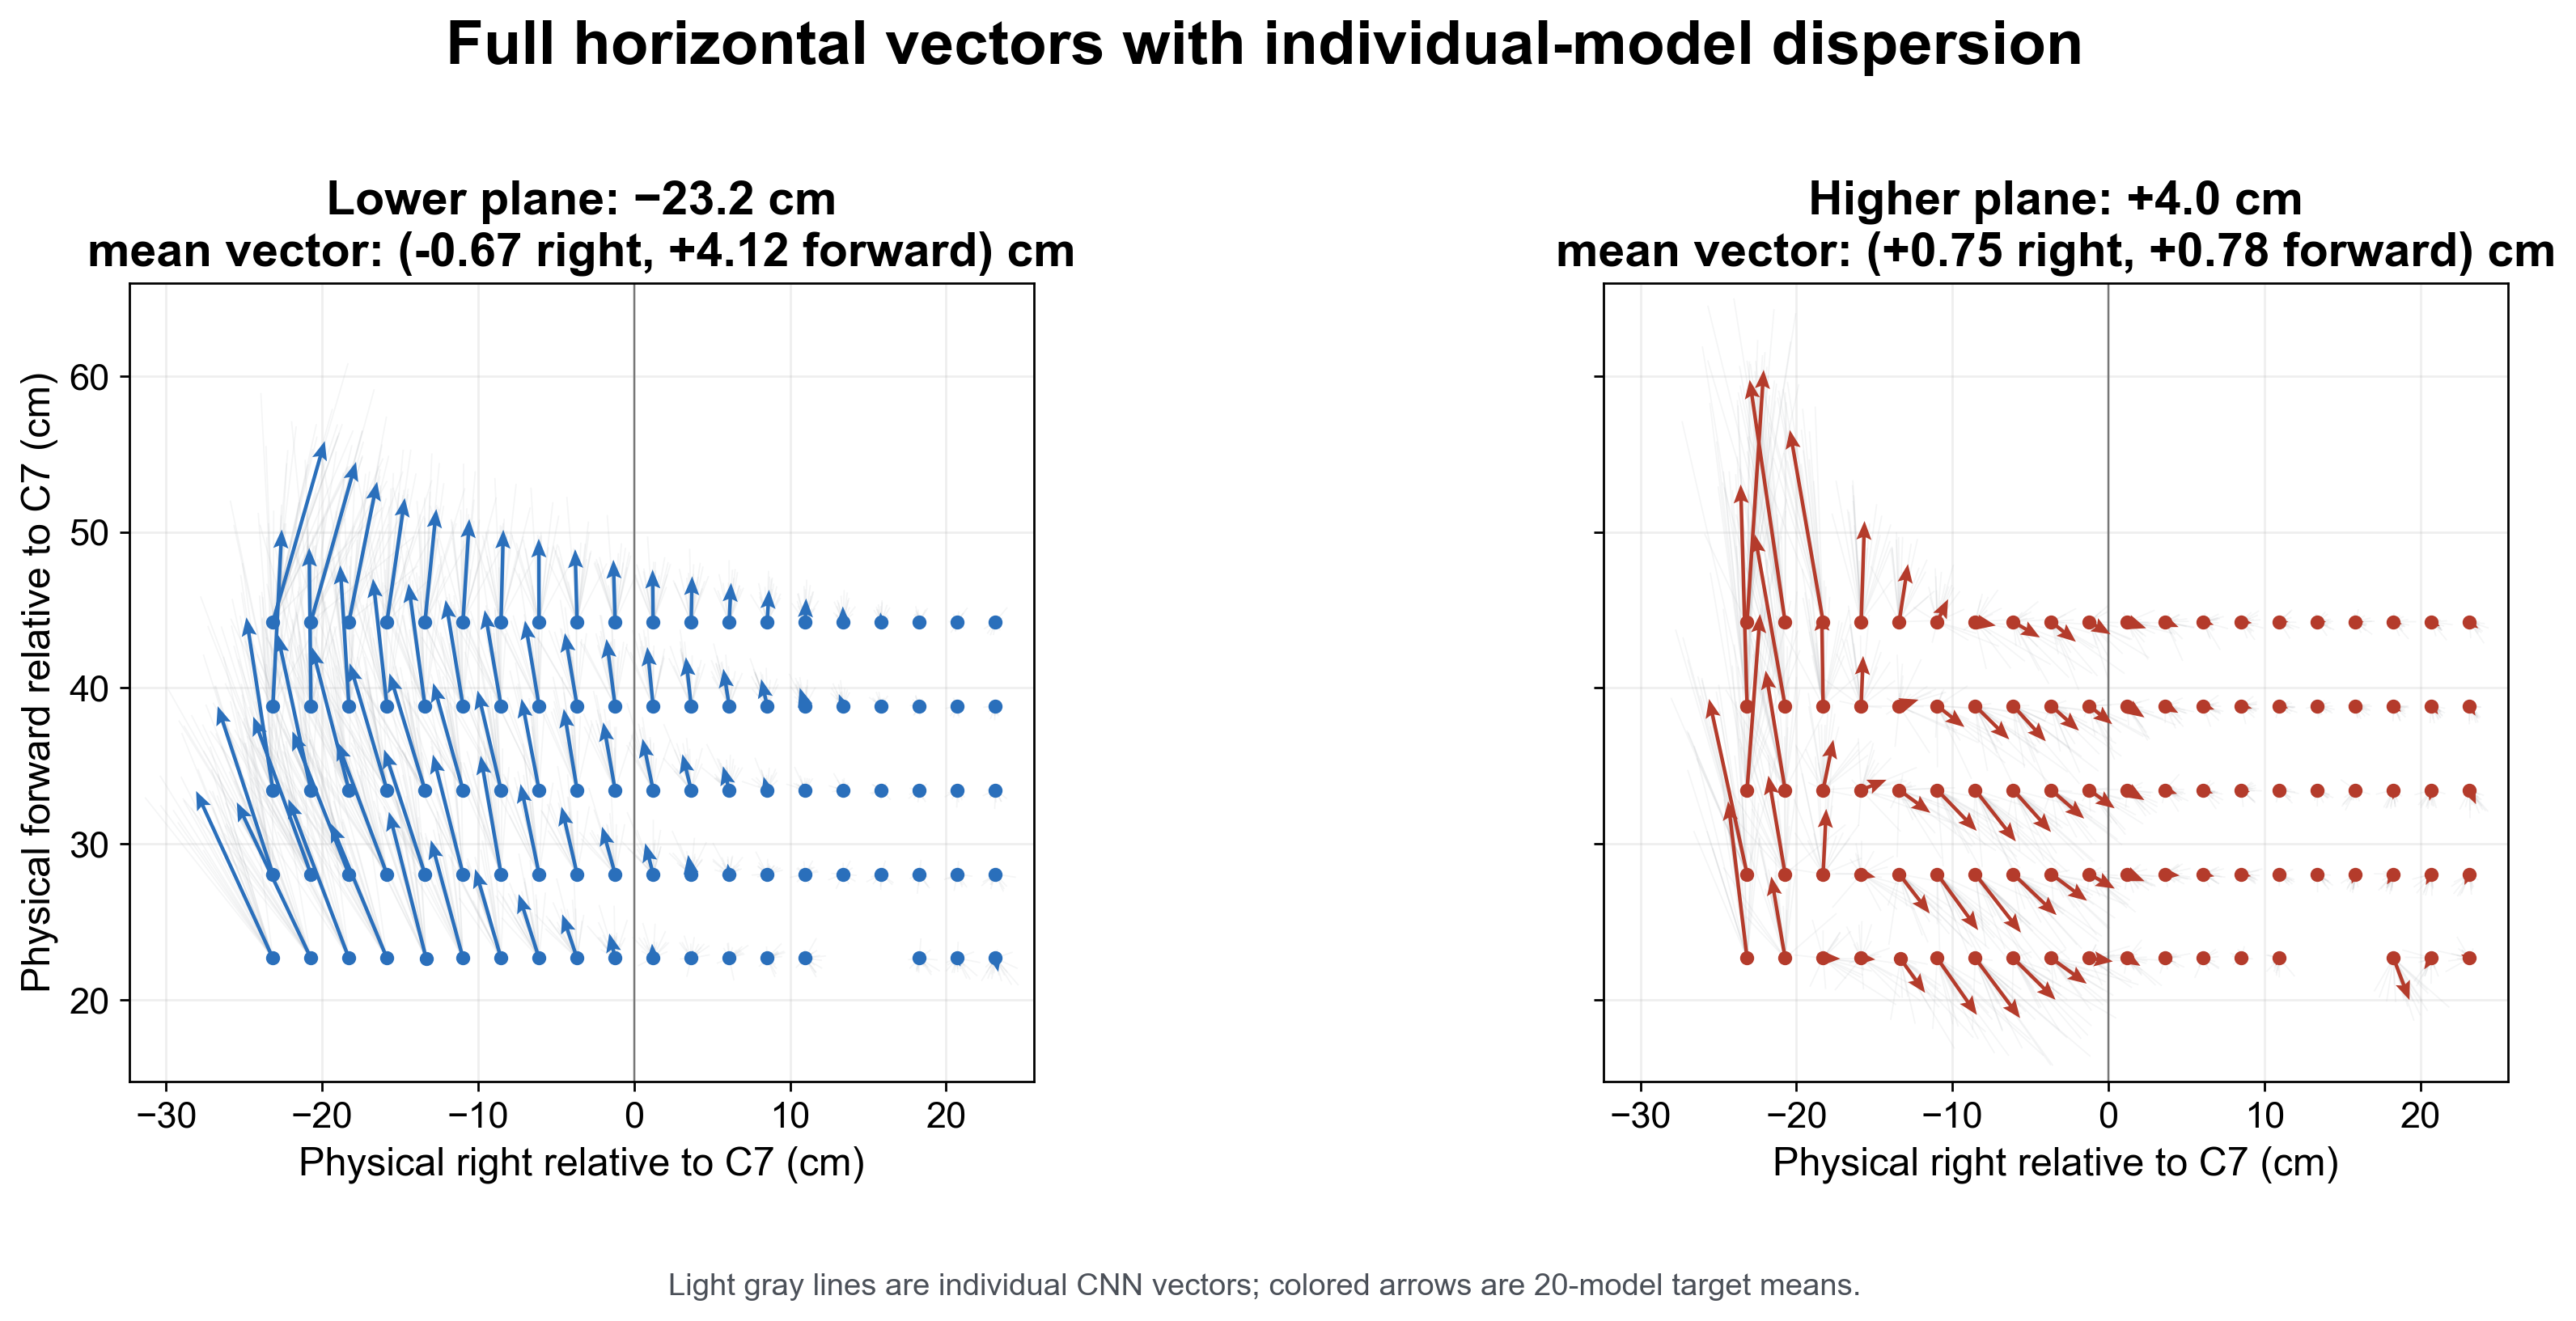 Full horizontal vectors with individual-model dispersion
Lower plane: −23.2 cm
mean vector: (-0.67 right, +4.12 forward) cm
Higher plane: +4.0 cm
mean vector: (+0.75 right, +0.78 forward) cm
Physical forward relative to C7 (cm)
60
50
40
30
20
−30 −20 −10 0 10 20
−30 −20 −10 0 10 20
Physical right relative to C7 (cm)
Physical right relative to C7 (cm)
Light gray lines are individual CNN vectors; colored arrows are 20-model target means.